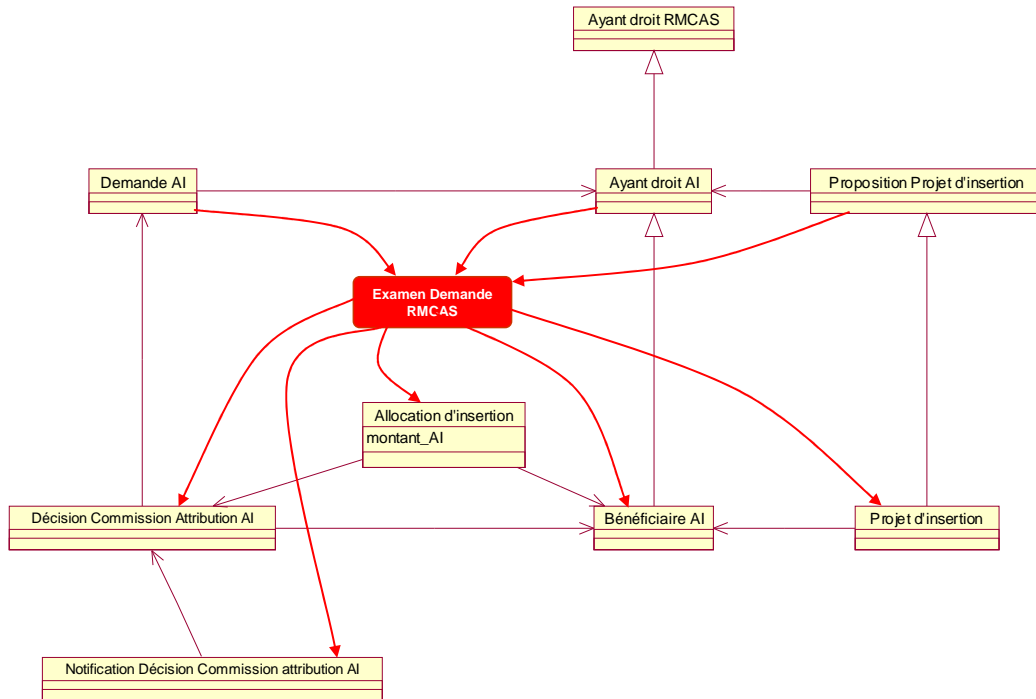 Ayant droit RMCAS
Demande AI
Ayant droit AI
Proposition Projet d'insertion
Examen Demande
RMCAS
Allocation d'insertion
montant_AI
Décision Commission Attribution AI
Bénéficiaire AI
Projet d'insertion
Notification Décision Commission attribution AI